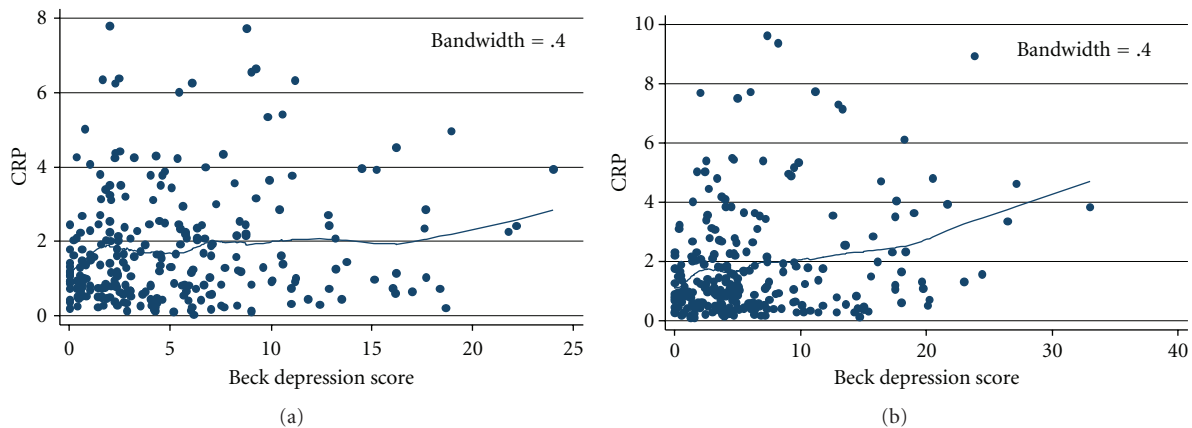 8
6
4
2
0
CRP
Bandwidth = .4
0 5 10 15 20 25
Beck depression score
(a)
10
8
6
4
2
0
CRP
Bandwidth = .4
0 10 20 30 40
Beck depression score
(b)